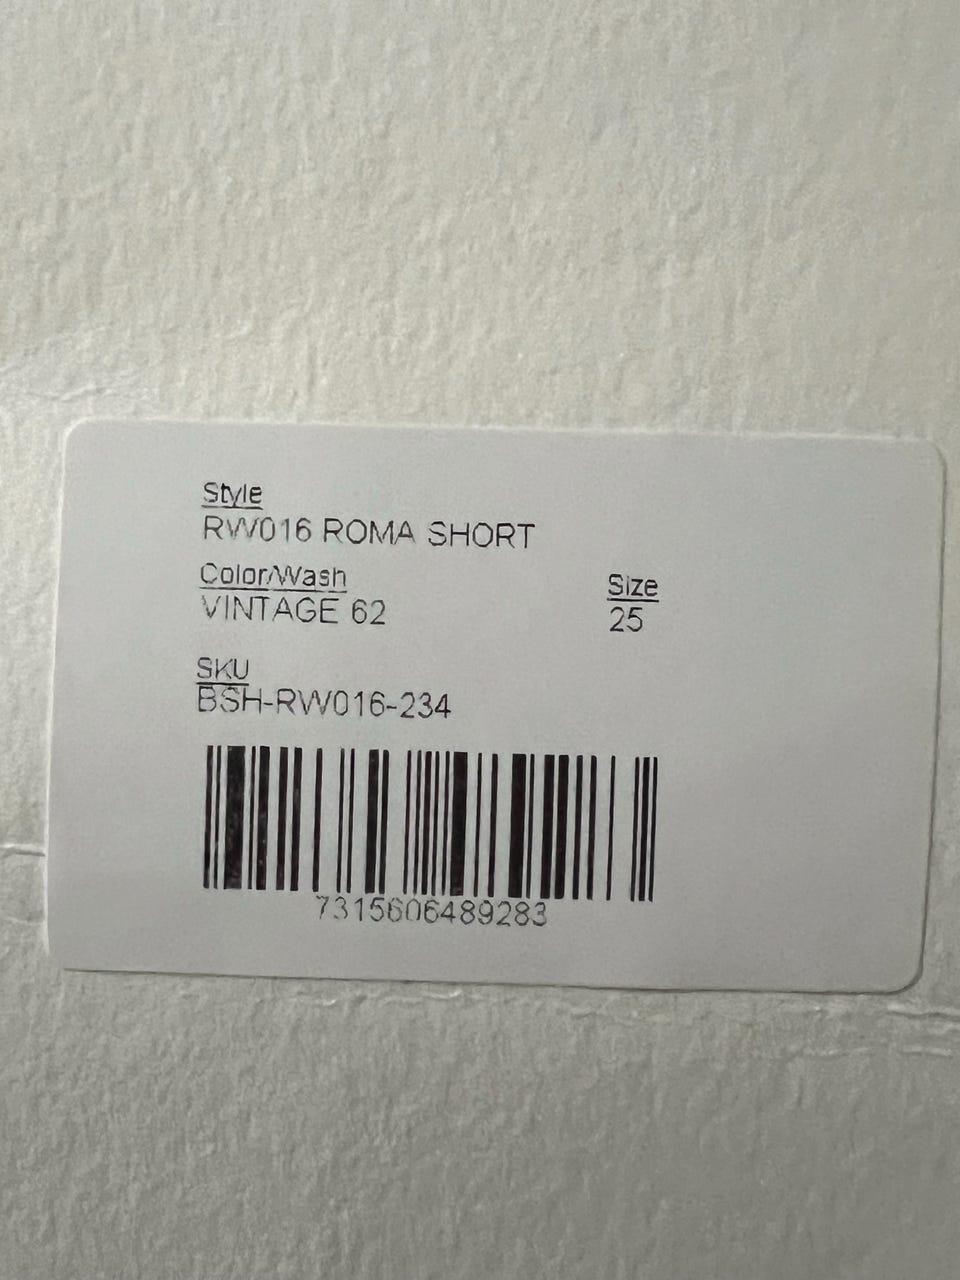 Style
RW016 ROMA SHORT
Color/Wash
VINTAGE 62
Size
25
SKU
BSH-RW016-234
7315606489283